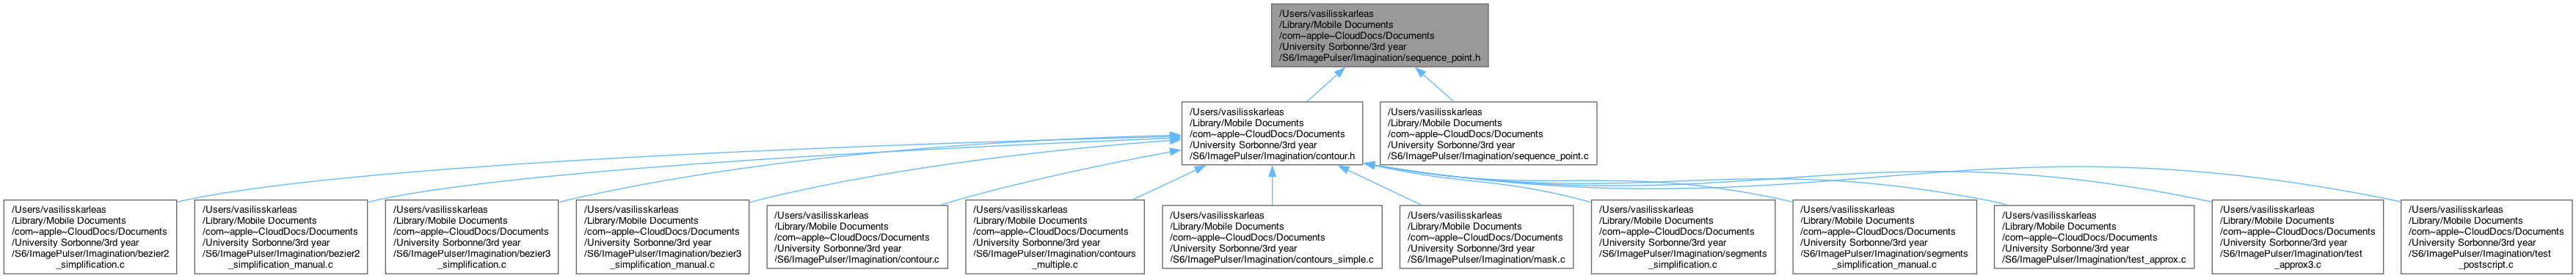 /Users/vasilisskarleas
/Library/Mobile Documents
/com~apple~CloudDocs/Documents
/University Sorbonne/3rd year
/S6/ImagePulser/Imagination/sequence_point.h
/Users/vasilisskarleas
/Library/Mobile Documents
/com~apple~CloudDocs/Documents
/University Sorbonne/3rd year
/S6/ImagePulser/Imagination/contour.h
/Users/vasilisskarleas
/Library/Mobile Documents
/com~apple~CloudDocs/Documents
/University Sorbonne/3rd year
/S6/ImagePulser/Imagination/sequence_point.c
/Users/vasilisskarleas
/Library/Mobile Documents
/com~apple~CloudDocs/Documents
/University Sorbonne/3rd year
/S6/ImagePulser/Imagination/bezier2
_simplification.c
/Users/vasilisskarleas
/Library/Mobile Documents
/com~apple~CloudDocs/Documents
/University Sorbonne/3rd year
/S6/ImagePulser/Imagination/bezier2
_simplification_manual.c
/Users/vasilisskarleas
/Library/Mobile Documents
/com~apple~CloudDocs/Documents
/University Sorbonne/3rd year
/S6/ImagePulser/Imagination/bezier3
_simplification.c
/Users/vasilisskarleas
/Library/Mobile Documents
/com~apple~CloudDocs/Documents
/University Sorbonne/3rd year
/S6/ImagePulser/Imagination/bezier3
_simplification_manual.c
/Users/vasilisskarleas
/Library/Mobile Documents
/com~apple~CloudDocs/Documents
/University Sorbonne/3rd year
/S6/ImagePulser/Imagination/contour.c
/Users/vasilisskarleas
/Library/Mobile Documents
/com~apple~CloudDocs/Documents
/University Sorbonne/3rd year
/S6/ImagePulser/Imagination/contours
_multiple.c
/Users/vasilisskarleas
/Library/Mobile Documents
/com~apple~CloudDocs/Documents
/University Sorbonne/3rd year
/S6/ImagePulser/Imagination/contours_simple.c
/Users/vasilisskarleas
/Library/Mobile Documents
/com~apple~CloudDocs/Documents
/University Sorbonne/3rd year
/S6/ImagePulser/Imagination/mask.c
/Users/vasilisskarleas
/Library/Mobile Documents
/com~apple~CloudDocs/Documents
/University Sorbonne/3rd year
/S6/ImagePulser/Imagination/segments
_simplification.c
/Users/vasilisskarleas
/Library/Mobile Documents
/com~apple~CloudDocs/Documents
/University Sorbonne/3rd year
/S6/ImagePulser/Imagination/segments
_simplification_manual.c
/Users/vasilisskarleas
/Library/Mobile Documents
/com~apple~CloudDocs/Documents
/University Sorbonne/3rd year
/S6/ImagePulser/Imagination/test_approx.c
/Users/vasilisskarleas
/Library/Mobile Documents
/com~apple~CloudDocs/Documents
/University Sorbonne/3rd year
/S6/ImagePulser/Imagination/test
_approx3.c
/Users/vasilisskarleas
/Library/Mobile Documents
/com~apple~CloudDocs/Documents
/University Sorbonne/3rd year
/S6/ImagePulser/Imagination/test
_postscript.c